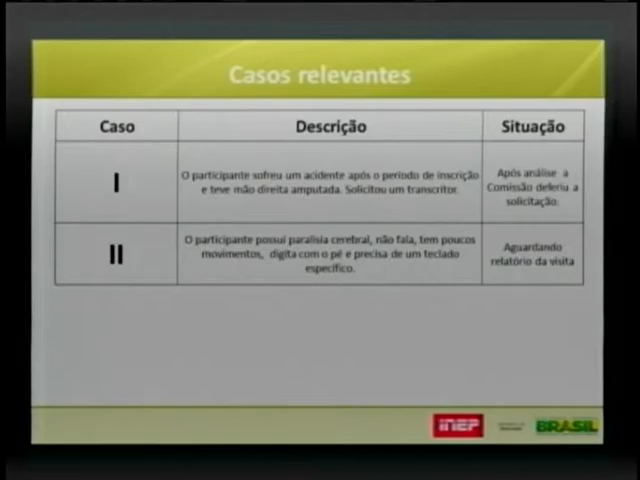 Casos relevantes
Caso
Descrição
Situação
I
O participante sofreu um acidente após o período de inscrição
e teve mão direita amputada. Solicitou um transcritor.
Após análise a
Comissão deferiu a
solicitação.
II
O participante possui paralisia cerebral, não fala, tem poucos
movimentos, digita com o pé e precisa de um teclado
específico.
Aguardando
relatório da visita
INEP
BRASIL